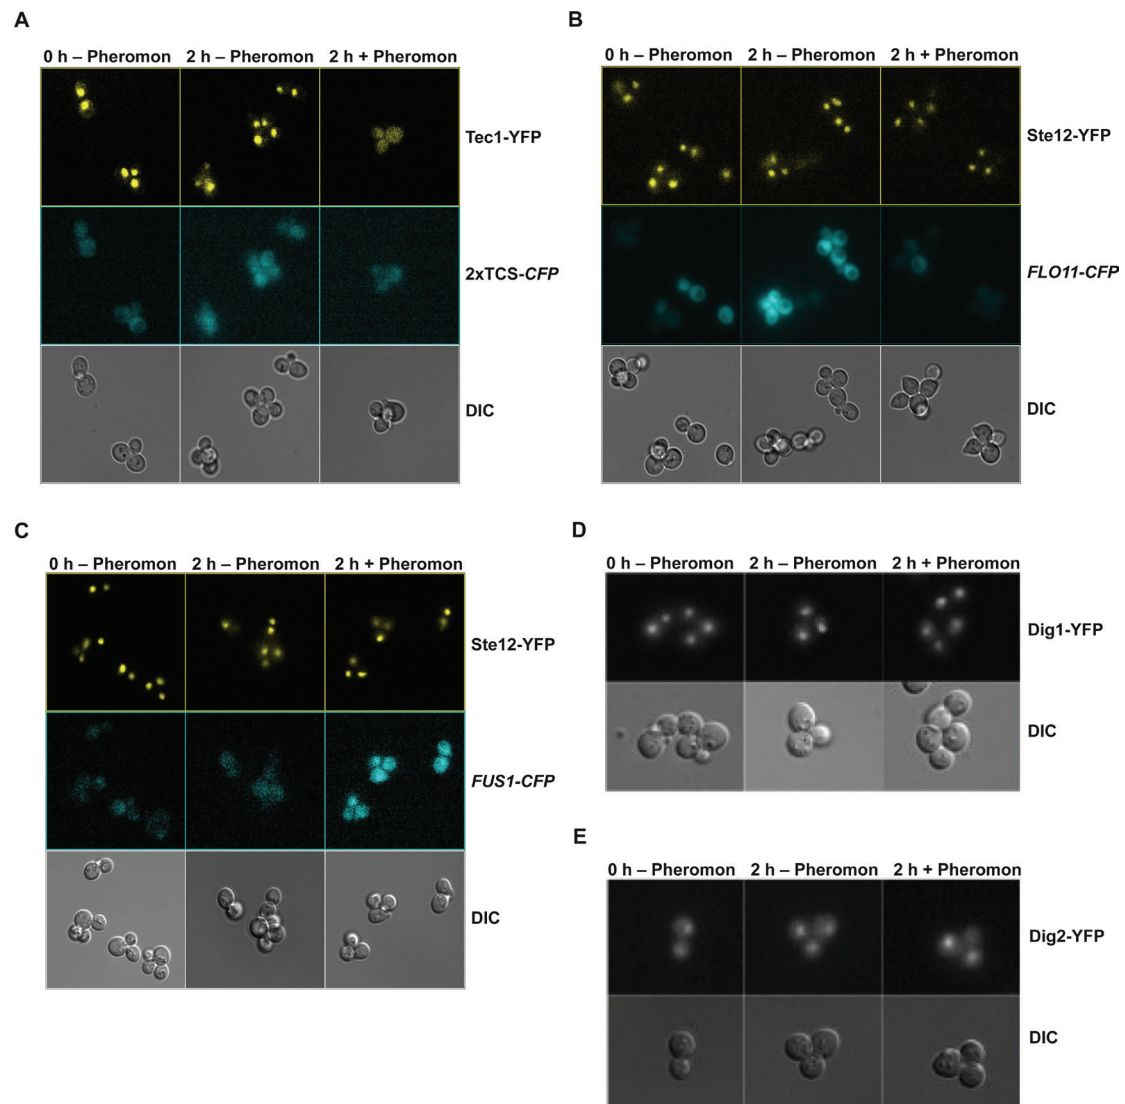 A
0 h – Pheromon 2 h – Pheromon 2 h + Pheromon
Tec1-YFP
2xTCS-CFP
DIC
B
0 h – Pheromon 2 h – Pheromon 2 h + Pheromon
Ste12-YFP
FLO11-CFP
DIC
C
0 h – Pheromon 2 h – Pheromon 2 h + Pheromon
Ste12-YFP
FUS1-CFP
DIC
D
0 h – Pheromon 2 h – Pheromon 2 h + Pheromon
Dig1-YFP
DIC
E
0 h – Pheromon 2 h – Pheromon 2 h + Pheromon
Dig2-YFP
DIC